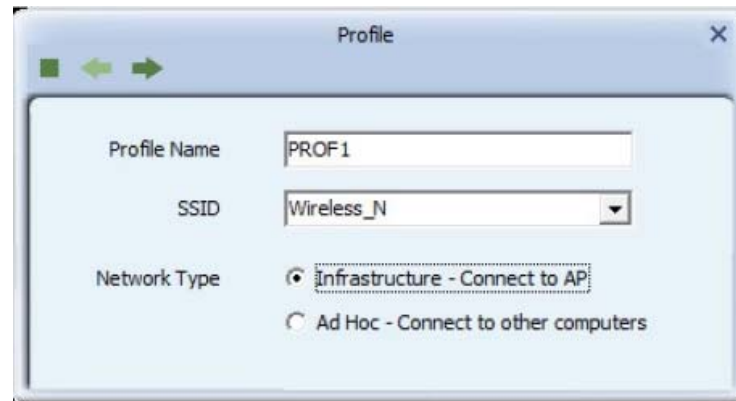 Profile
Profile Name PROF1
SSID Wireless_N
Network Type Infrastructure - Connect to AP
Ad Hoc - Connect to other computers